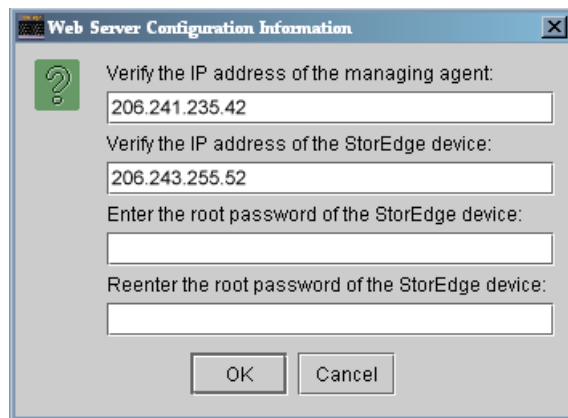 Web Server Configuration Information
Verify the IP address of the managing agent:
206.241.235.42
Verify the IP address of the StorEdge device:
206.243.255.52
Enter the root password of the StorEdge device:
Reenter the root password of the StorEdge device:
OK Cancel